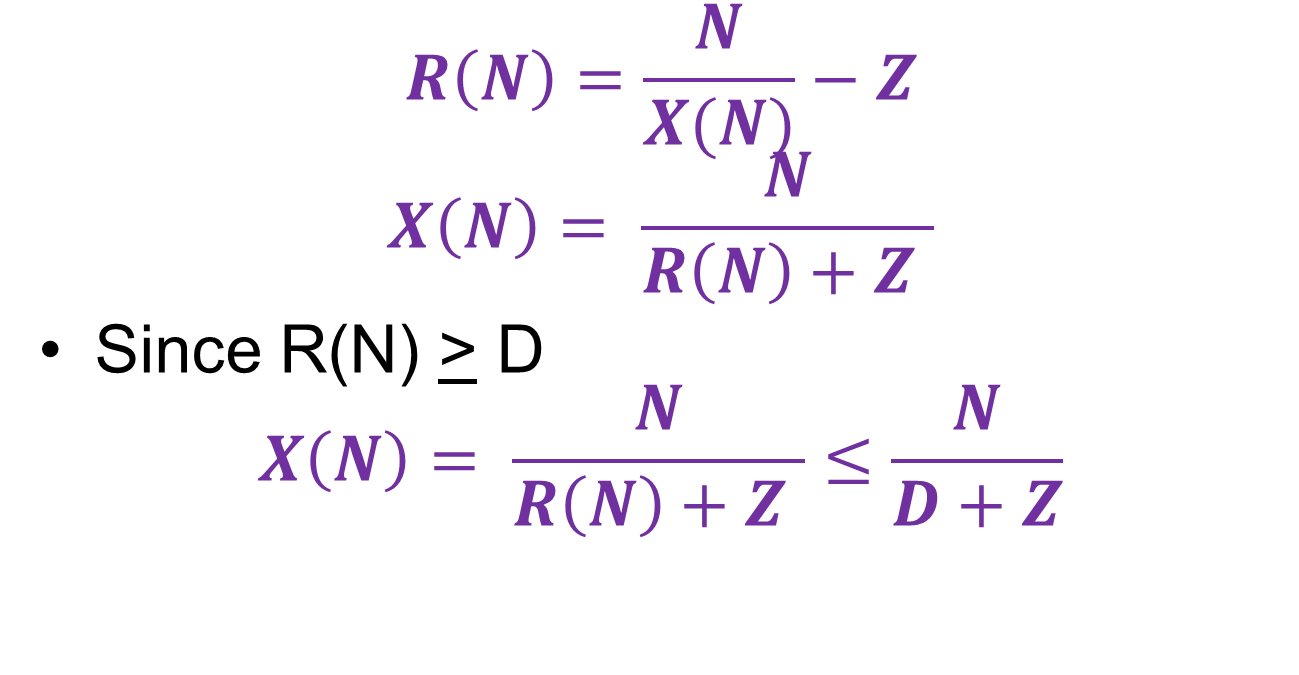 R(N) = N / X(N) − Z
X(N) = N / R(N) + Z
• Since R(N) ≥ D
X(N) = N / R(N) + Z ≤ N / D + Z